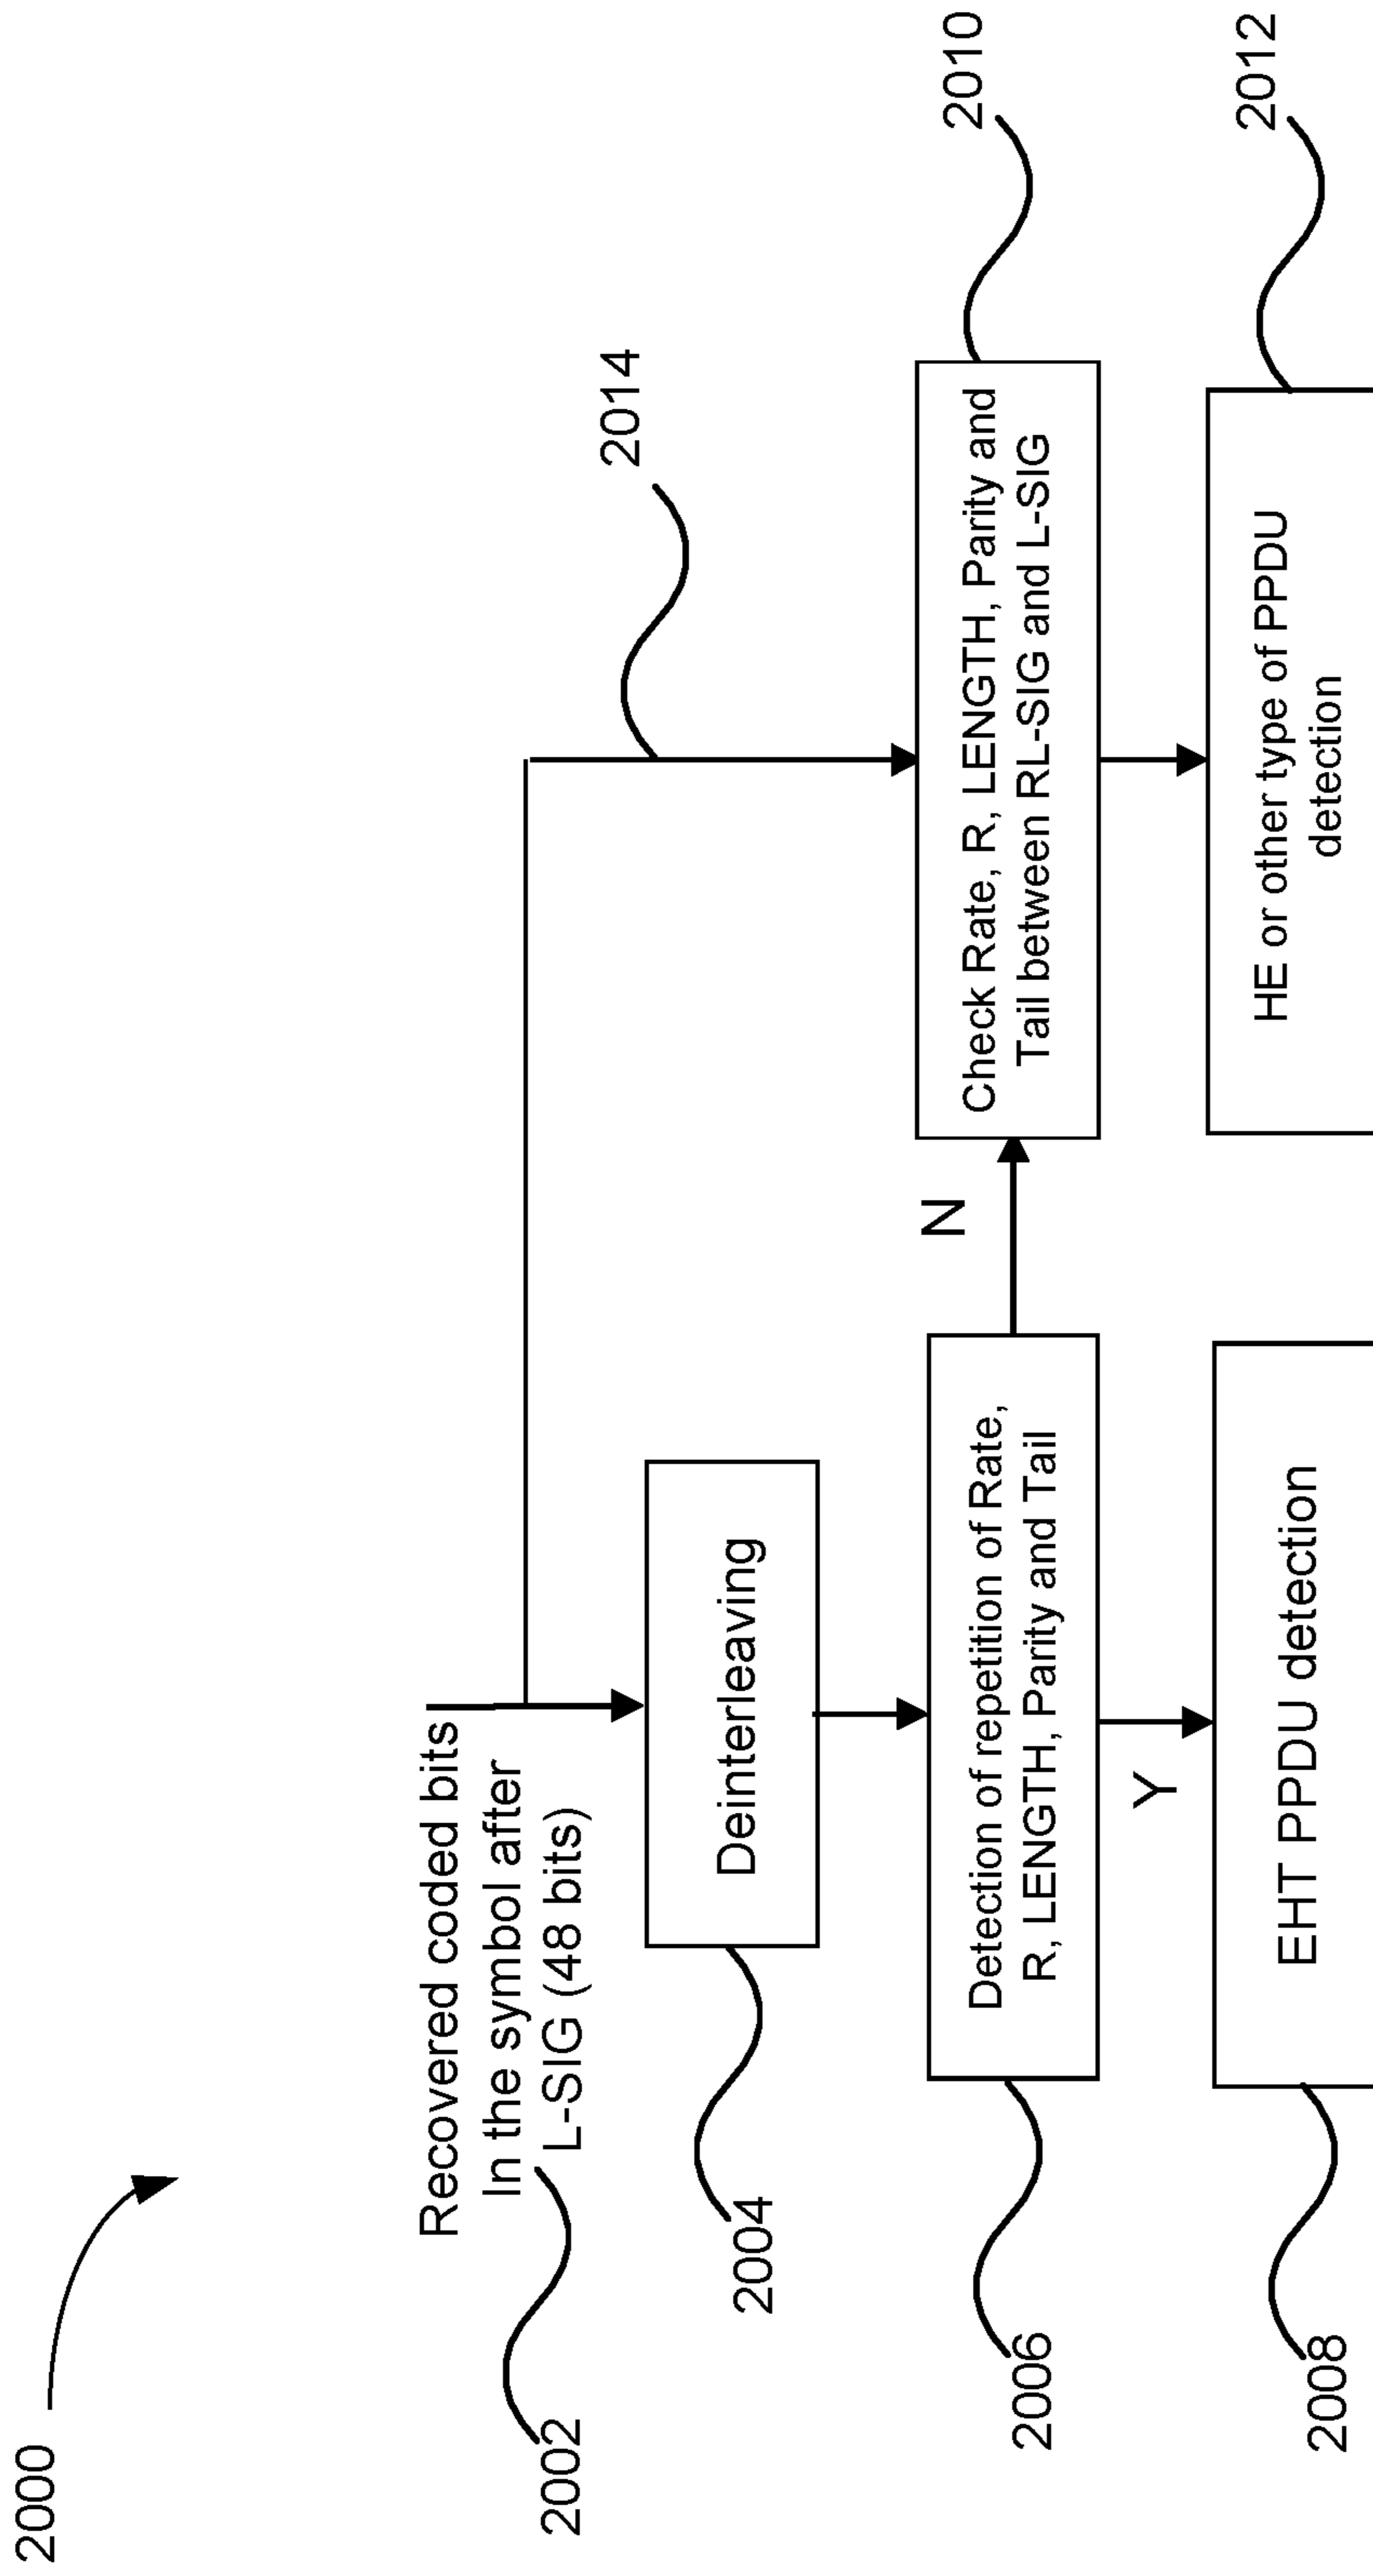 2000
Recovered coded bits
In the symbol after
L-SIG (48 bits)
2002
2014
Deinterleaving
2004
Detection of repetition of Rate,
R, LENGTH, Parity and Tail
2006
N
Check Rate, R, LENGTH, Parity and
Tail between RL-SIG and L-SIG
2010
Y
EHT PPDU detection
2008
HE or other type of PPDU
detection
2012